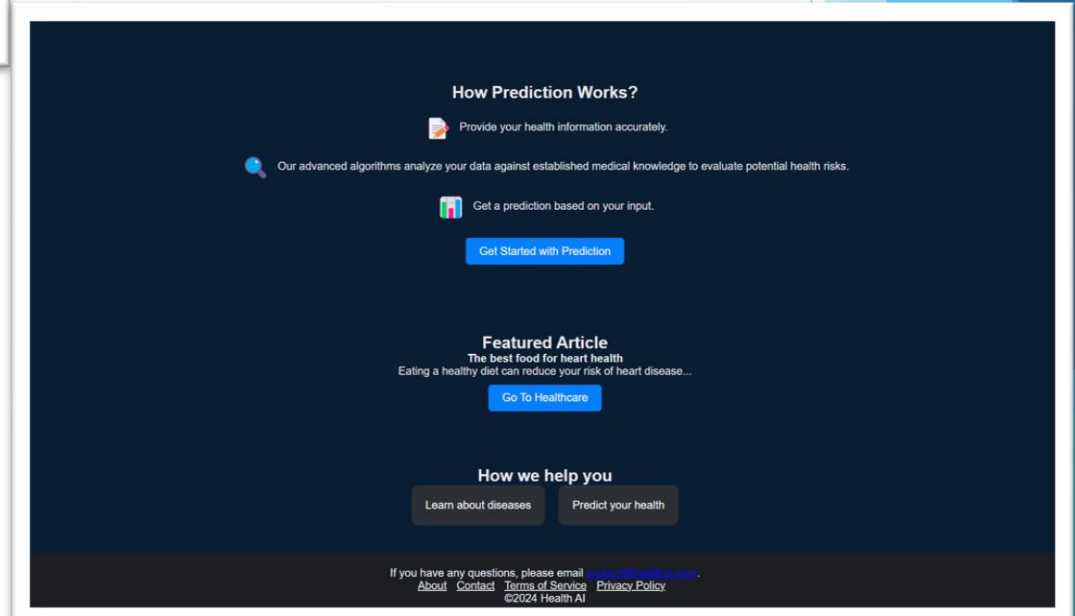 How Prediction Works?
Provide your health information accurately.
Our advanced algorithms analyze your data against established medical knowledge to evaluate potential health risks.
Get a prediction based on your input.
Get Started with Prediction
Featured Article
The best food for heart health
Eating a healthy diet can reduce your risk of heart disease...
Go To Healthcare
How we help you
Learn about diseases
Predict your health
If you have any questions, please email
About Contact Terms of Service Privacy Policy
©2024 Health AI